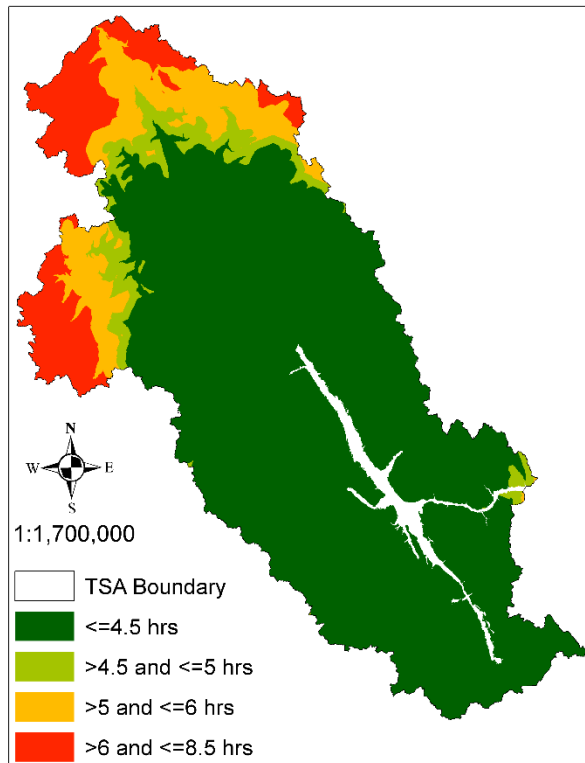 N
W E
S
1:1,700,000
TSA Boundary
<=4.5 hrs
>4.5 and <=5 hrs
>5 and <=6 hrs
>6 and <=8.5 hrs